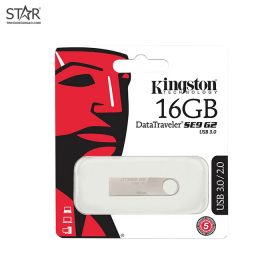 STAR
Kingston
TECHNOLOGY
16GB
DataTraveler SE9 G2
USB 3.0
USB 3.0 / 2.0
5